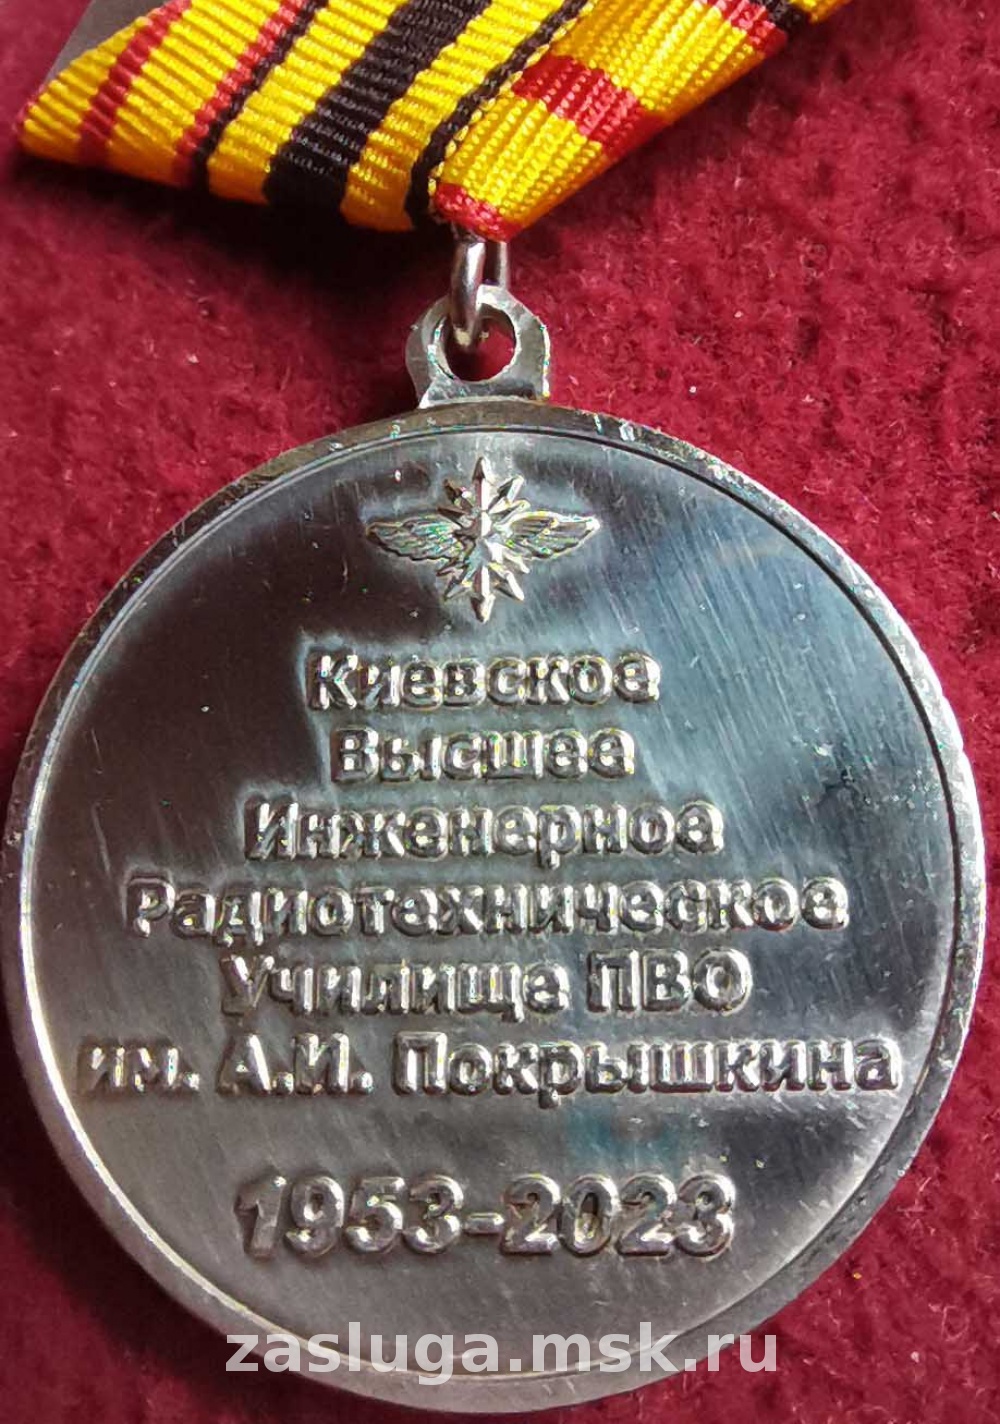 Киевское
Высшее
Инженерное
Радиотехническое
Училище ПВО
им. А.И. Покрышкина
1953-2023
zasluga.msk.ru